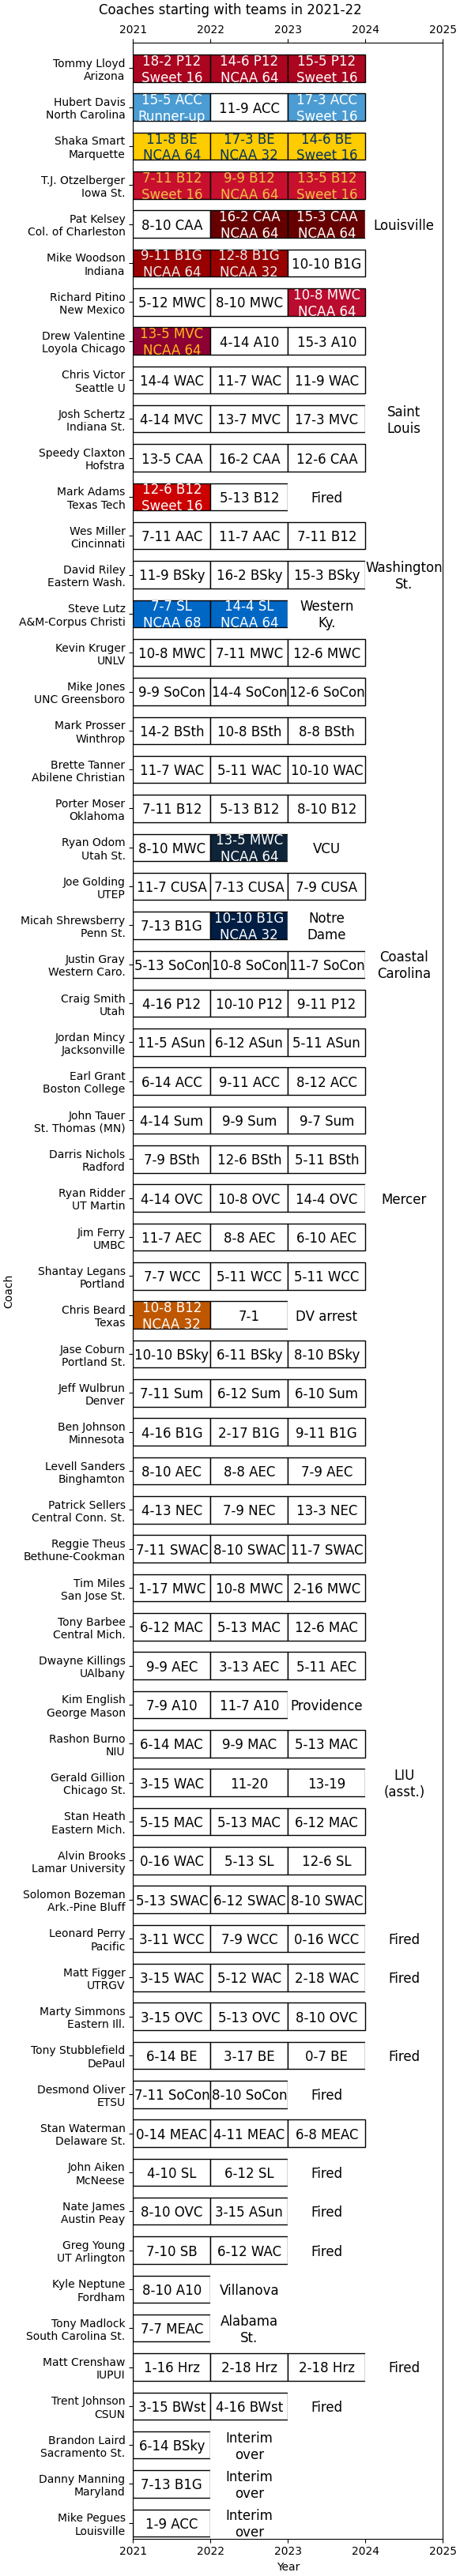 Coaches starting with teams in 2021-22
2021 2022 2023 2024 2025
Tommy Lloyd 18-2 P12 14-6 P12 15-5 P12
Arizona Sweet 16 NCAA 64 Sweet 16
Hubert Davis 15-5 ACC 11-9 ACC 17-3 ACC
North Carolina Runner-up Sweet 16
Shaka Smart 11-8 BE 17-3 BE 14-6 BE
Marquette NCAA 64 NCAA 32 Sweet 16
T.J. Otzelberger 7-11 B12 9-9 B12 13-5 B12
Iowa St. Sweet 16 NCAA 64 Sweet 16
Pat Kelsey 8-10 CAA 16-2 CAA 15-3 CAA Louisville
Col. of Charleston NCAA 64 NCAA 64
Mike Woodson 9-11 B1G 12-8 B1G 10-10 B1G
Indiana NCAA 64 NCAA 32
Richard Pitino 5-12 MWC 8-10 MWC 10-8 MWC
New Mexico NCAA 64
Drew Valentine 13-5 MVC 4-14 A10 15-3 A10
Loyola Chicago NCAA 64
Chris Victor 14-4 WAC 11-7 WAC 11-9 WAC
Seattle U
Josh Schertz 4-14 MVC 13-7 MVC 17-3 MVC Saint
Indiana St. Louis
Speedy Claxton 13-5 CAA 16-2 CAA 12-6 CAA
Hofstra
Mark Adams 12-6 B12 5-13 B12 Fired
Texas Tech Sweet 16
Wes Miller 7-11 AAC 11-7 AAC 7-11 B12
Cincinnati
David Riley 11-9 BSky 16-2 BSky 15-3 BSky Washington
Eastern Wash. St.
Steve Lutz 7-7 SL 14-4 SL Western
A&M-Corpus Christi NCAA 68 NCAA 64 Ky.
Kevin Kruger 10-8 MWC 7-11 MWC 12-6 MWC
UNLV
Mike Jones 9-9 SoCon 14-4 SoCon 12-6 SoCon
UNC Greensboro
Mark Prosser 14-2 BSth 10-8 BSth 8-8 BSth
Winthrop
Brette Tanner 11-7 WAC 5-11 WAC 10-10 WAC
Abilene Christian
Porter Moser 7-11 B12 5-13 B12 8-10 B12
Oklahoma
Ryan Odom 8-10 MWC 13-5 MWC VCU
Utah St. NCAA 64
Joe Golding 11-7 CUSA 7-13 CUSA 7-9 CUSA
UTEP
Micah Shrewsberry 7-13 B1G 10-10 B1G Notre
Penn St. NCAA 32 Dame
Justin Gray 5-13 SoCon 10-8 SoCon 11-7 SoCon Coastal
Western Caro. Carolina
Craig Smith 4-16 P12 10-10 P12 9-11 P12
Utah
Jordan Mincy 11-5 ASun 6-12 ASun 5-11 ASun
Jacksonville
Earl Grant 6-14 ACC 9-11 ACC 8-12 ACC
Boston College
John Tauer 4-14 Sum 9-9 Sum 9-7 Sum
St. Thomas (MN)
Darris Nichols 7-9 BSth 12-6 BSth 5-11 BSth
Radford
Ryan Ridder 4-14 OVC 10-8 OVC 14-4 OVC Mercer
UT Martin
Jim Ferry 11-7 AEC 8-8 AEC 6-10 AEC
UMBC
Shantay Legans 7-7 WCC 5-11 WCC 5-11 WCC
Portland
Coach
Chris Beard 10-8 B12 7-1 DV arrest
Texas NCAA 32
Jase Coburn 10-10 BSky 6-11 BSky 8-10 BSky
Portland St.
Jeff Wulbrun 7-11 Sum 6-12 Sum 6-10 Sum
Denver
Ben Johnson 4-16 B1G 2-17 B1G 9-11 B1G
Minnesota
Levell Sanders 8-10 AEC 8-8 AEC 7-9 AEC
Binghamton
Patrick Sellers 4-13 NEC 7-9 NEC 13-3 NEC
Central Conn. St.
Reggie Theus 7-11 SWAC 8-10 SWAC 11-7 SWAC
Bethune-Cookman
Tim Miles 1-17 MWC 10-8 MWC 2-16 MWC
San Jose St.
Tony Barbee 6-12 MAC 5-13 MAC 12-6 MAC
Central Mich.
Dwayne Killings 9-9 AEC 3-13 AEC 5-11 AEC
UAlbany
Kim English 7-9 A10 11-7 A10 Providence
George Mason
Rashon Burno 6-14 MAC 9-9 MAC 5-13 MAC
NIU
Gerald Gillion 3-15 WAC 11-20 13-19 LIU
Chicago St. (asst.)
Stan Heath 5-15 MAC 5-13 MAC 6-12 MAC
Eastern Mich.
Alvin Brooks 0-16 WAC 5-13 SL 12-6 SL
Lamar University
Solomon Bozeman 5-13 SWAC 6-12 SWAC 8-10 SWAC
Ark.-Pine Bluff
Leonard Perry 3-11 WCC 7-9 WCC 0-16 WCC Fired
Pacific
Matt Figger 3-15 WAC 5-12 WAC 2-18 WAC Fired
UTRGV
Marty Simmons 3-15 OVC 5-13 OVC 8-10 OVC
Eastern Ill.
Tony Stubblefield 6-14 BE 3-17 BE 0-7 BE Fired
DePaul
Desmond Oliver 7-11 SoCon 8-10 SoCon Fired
ETSU
Stan Waterman 0-14 MEAC 4-11 MEAC 6-8 MEAC
Delaware St.
John Aiken 4-10 SL 6-12 SL Fired
McNeese
Nate James 8-10 OVC 3-15 ASun Fired
Austin Peay
Greg Young 7-10 SB 6-12 WAC Fired
UT Arlington
Kyle Neptune 8-10 A10 Villanova
Fordham
Tony Madlock 7-7 MEAC Alabama
South Carolina St. St.
Matt Crenshaw 1-16 Hrz 2-18 Hrz 2-18 Hrz Fired
IUPUI
Trent Johnson 3-15 BWst 4-16 BWst Fired
CSUN
Brandon Laird 6-14 BSky Interim
Sacramento St. over
Danny Manning 7-13 B1G Interim
Maryland over
Mike Pegues 1-9 ACC Interim
Louisville over
2021 2022 2023 2024 2025
Year